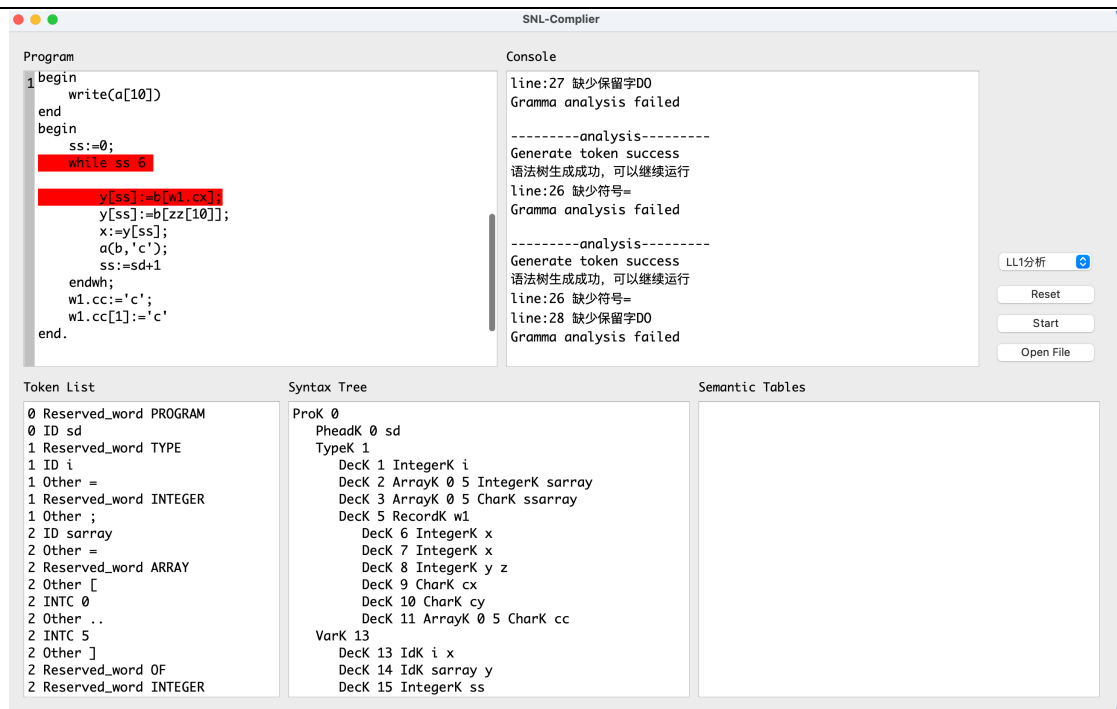 SNL-Complier
Program
1
begin
write(a[10])
end
begin
ss:=0;
while ss 6
y[ss]:=b[w1.cx];
y[ss]:=b[zz[10]];
x:=y[ss];
a(b,'c');
ss:=sd+1
endwh;
w1.cc:='c';
w1.cc[1]:='c'
end.
Console
line:27 缺少保留字DO
Gramma analysis failed
---------analysis---------
Generate token success
语法树生成成功，可以继续运行
line:26 缺少符号=
Gramma analysis failed
---------analysis---------
Generate token success
语法树生成成功，可以继续运行
line:26 缺少符号=
line:28 缺少保留字DO
Gramma analysis failed
LL1分析
Reset
Start
Open File
Token List
0 Reserved_word PROGRAM
0 ID sd
1 Reserved_word TYPE
1 ID i
1 Other =
1 Reserved_word INTEGER
1 Other ;
2 ID sarray
2 Other =
2 Reserved_word ARRAY
2 Other [
2 INTC 0
2 Other ..
2 INTC 5
2 Other ]
2 Reserved_word OF
2 Reserved_word INTEGER
Syntax Tree
ProK 0
PheadK 0 sd
TypeK 1
DecK 1 IntegerK i
DecK 2 ArrayK 0 5 IntegerK sarray
DecK 3 ArrayK 0 5 CharK ssarray
DecK 5 RecordK w1
DecK 6 IntegerK x
DecK 7 IntegerK x
DecK 8 IntegerK y z
DecK 9 CharK cx
DecK 10 CharK cy
DecK 11 ArrayK 0 5 CharK cc
VarK 13
DecK 13 IdK i x
DecK 14 IdK sarray y
DecK 15 IntegerK ss
Semantic Tables